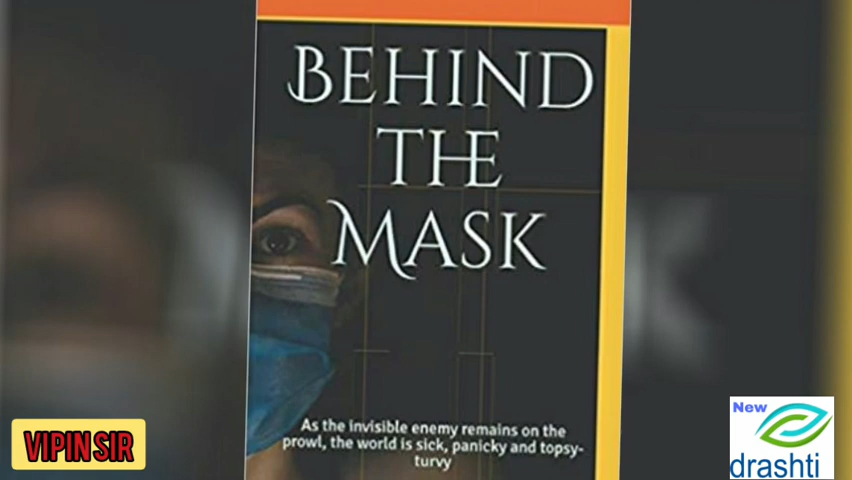 BEHIND
THE
MASK
As the invisible enemy remains on the
prowl, the world is sick, panicky and topsy-
turvy
VIPIN SIR
New
drashti